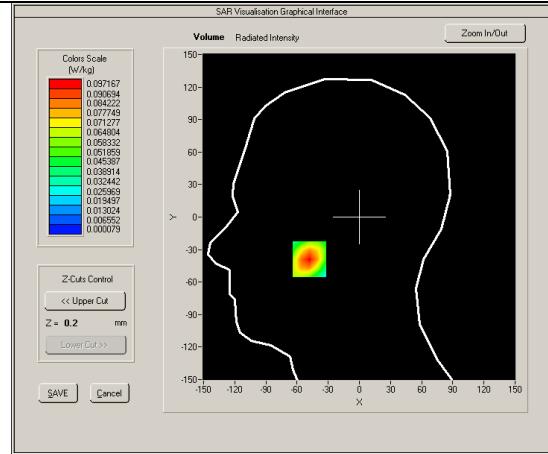 SAR Visualisation Graphical Interface
Volume Radiated Intensity
Zoom In/Out
Colors Scale
(W/kg)
0.097167
0.090694
0.084222
0.077749
0.071277
0.064804
0.058332
0.051859
0.045387
0.038914
0.032442
0.025969
0.019497
0.013024
0.006552
0.000079
Z-Cuts Control
<< Upper Cut
Z = 0.2 mm
Lower Cut >>
SAVE Cancel
150
120
90
60
30
0
-30
-60
-90
-120
-150
Y
-150 -120 -90 -60 -30 0 30 60 90 120 150
X